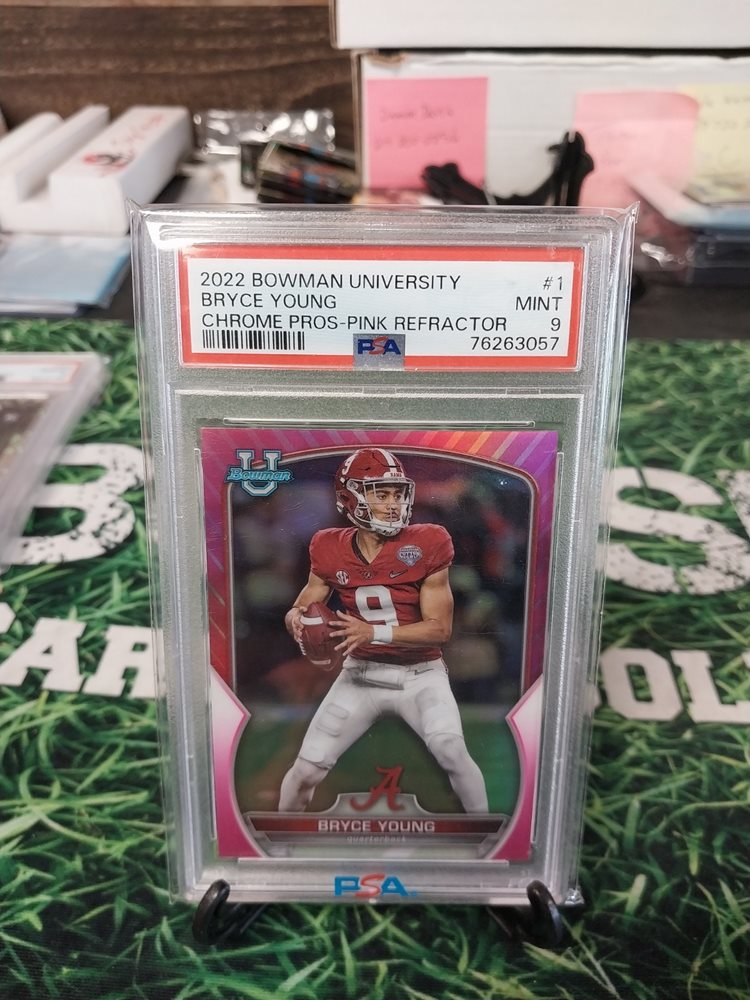 2022 BOWMAN UNIVERSITY #1
BRYCE YOUNG MINT
CHROME PROS-PINK REFRACTOR 9
PSA 76263057
U
Bowman
9
9
A
BRYCE YOUNG
quarterback
PSA